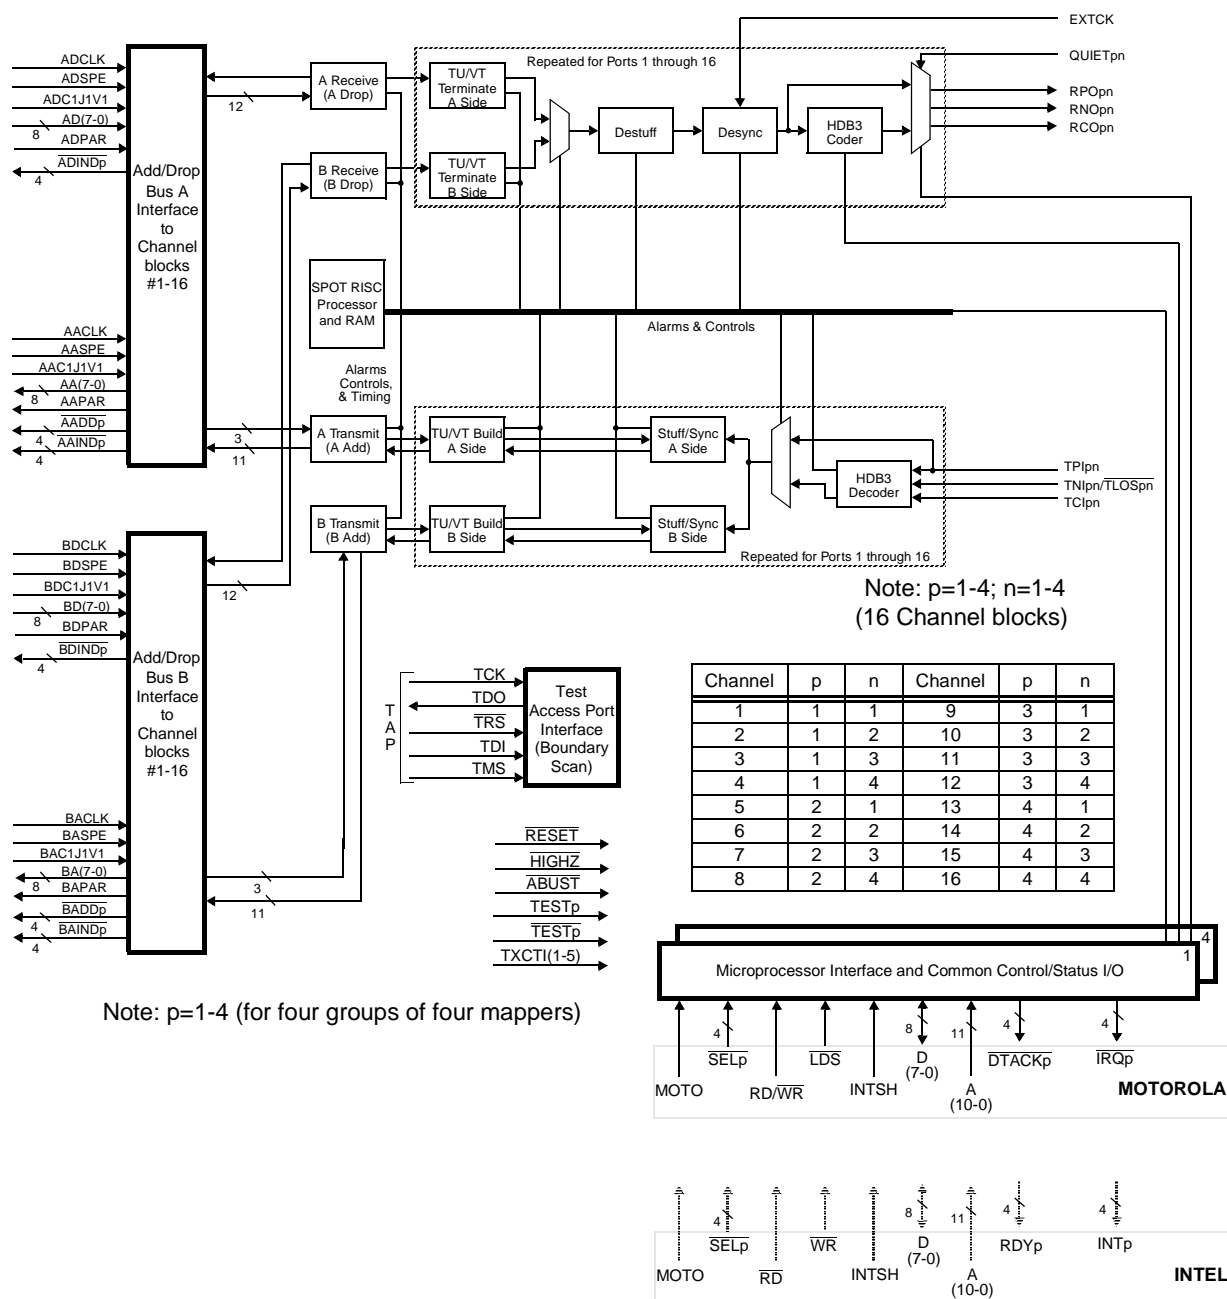 EXTCK
QUIETpn
RPOpn
RNOpn
RCOpn
ADCLK
ADSPE
ADC1J1V1
8 AD(7-0)
ADPAR
ADINDp
4
Add/Drop
Bus A
Interface
to
Channel
blocks
#1-16
AACLK
AASPE
AAC1J1V1
AA(7-0)
8 AAPAR
AADDp
4 AAINDp
4
12
A Receive
(A Drop)
B Receive
(B Drop)
Repeated for Ports 1 through 16
TU/VT
Terminate
A Side
TU/VT
Terminate
B Side
Destuff
Desync
HDB3
Coder
SPOT RISC
Processor
and RAM
Alarms & Controls
Alarms
Controls,
& Timing
3
11
A Transmit
(A Add)
TU/VT Build
A Side
Stuff/Sync
A Side
HDB3
Decoder
TPIpn
TNIpn/TLOSpn
TCIpn
B Transmit
(B Add)
TU/VT Build
B Side
Stuff/Sync
B Side
Repeated for Ports 1 through 16
BDCLK
BDSPE
BDC1J1V1
BD(7-0)
8
BDPAR
BDINDp
4
Add/Drop
Bus B
Interface
to
Channel
blocks
#1-16
12
BACLK
BASPE
BAC1J1V1
BA(7-0)
8 BAPAR
BADDp
4 BAINDp
4
3
11
Note: p=1-4; n=1-4
(16 Channel blocks)
TAP
TCK
TDO
TRS
TDI
TMS
Test
Access Port
Interface
(Boundary
Scan)
RESET
HIGHZ
ABUST
TESTp
TESTp
TXCTI(1-5)
Channel p n Channel p n
1 1 1 9 3 1
2 1 2 10 3 2
3 1 3 11 3 3
4 1 4 12 3 4
5 2 1 13 4 1
6 2 2 14 4 2
7 2 3 15 4 3
8 2 4 16 4 4
4
1
Microprocessor Interface and Common Control/Status I/O
Note: p=1-4 (for four groups of four mappers)
4 8 11 4 4
MOTO SELp RD/WR LDS INTSH D (7-0) A (10-0) DTACKp IRQp
MOTOROLA
4 8 11 4 4
MOTO SELp RD WR INTSH D (7-0) A (10-0) RDYp INTp
INTEL